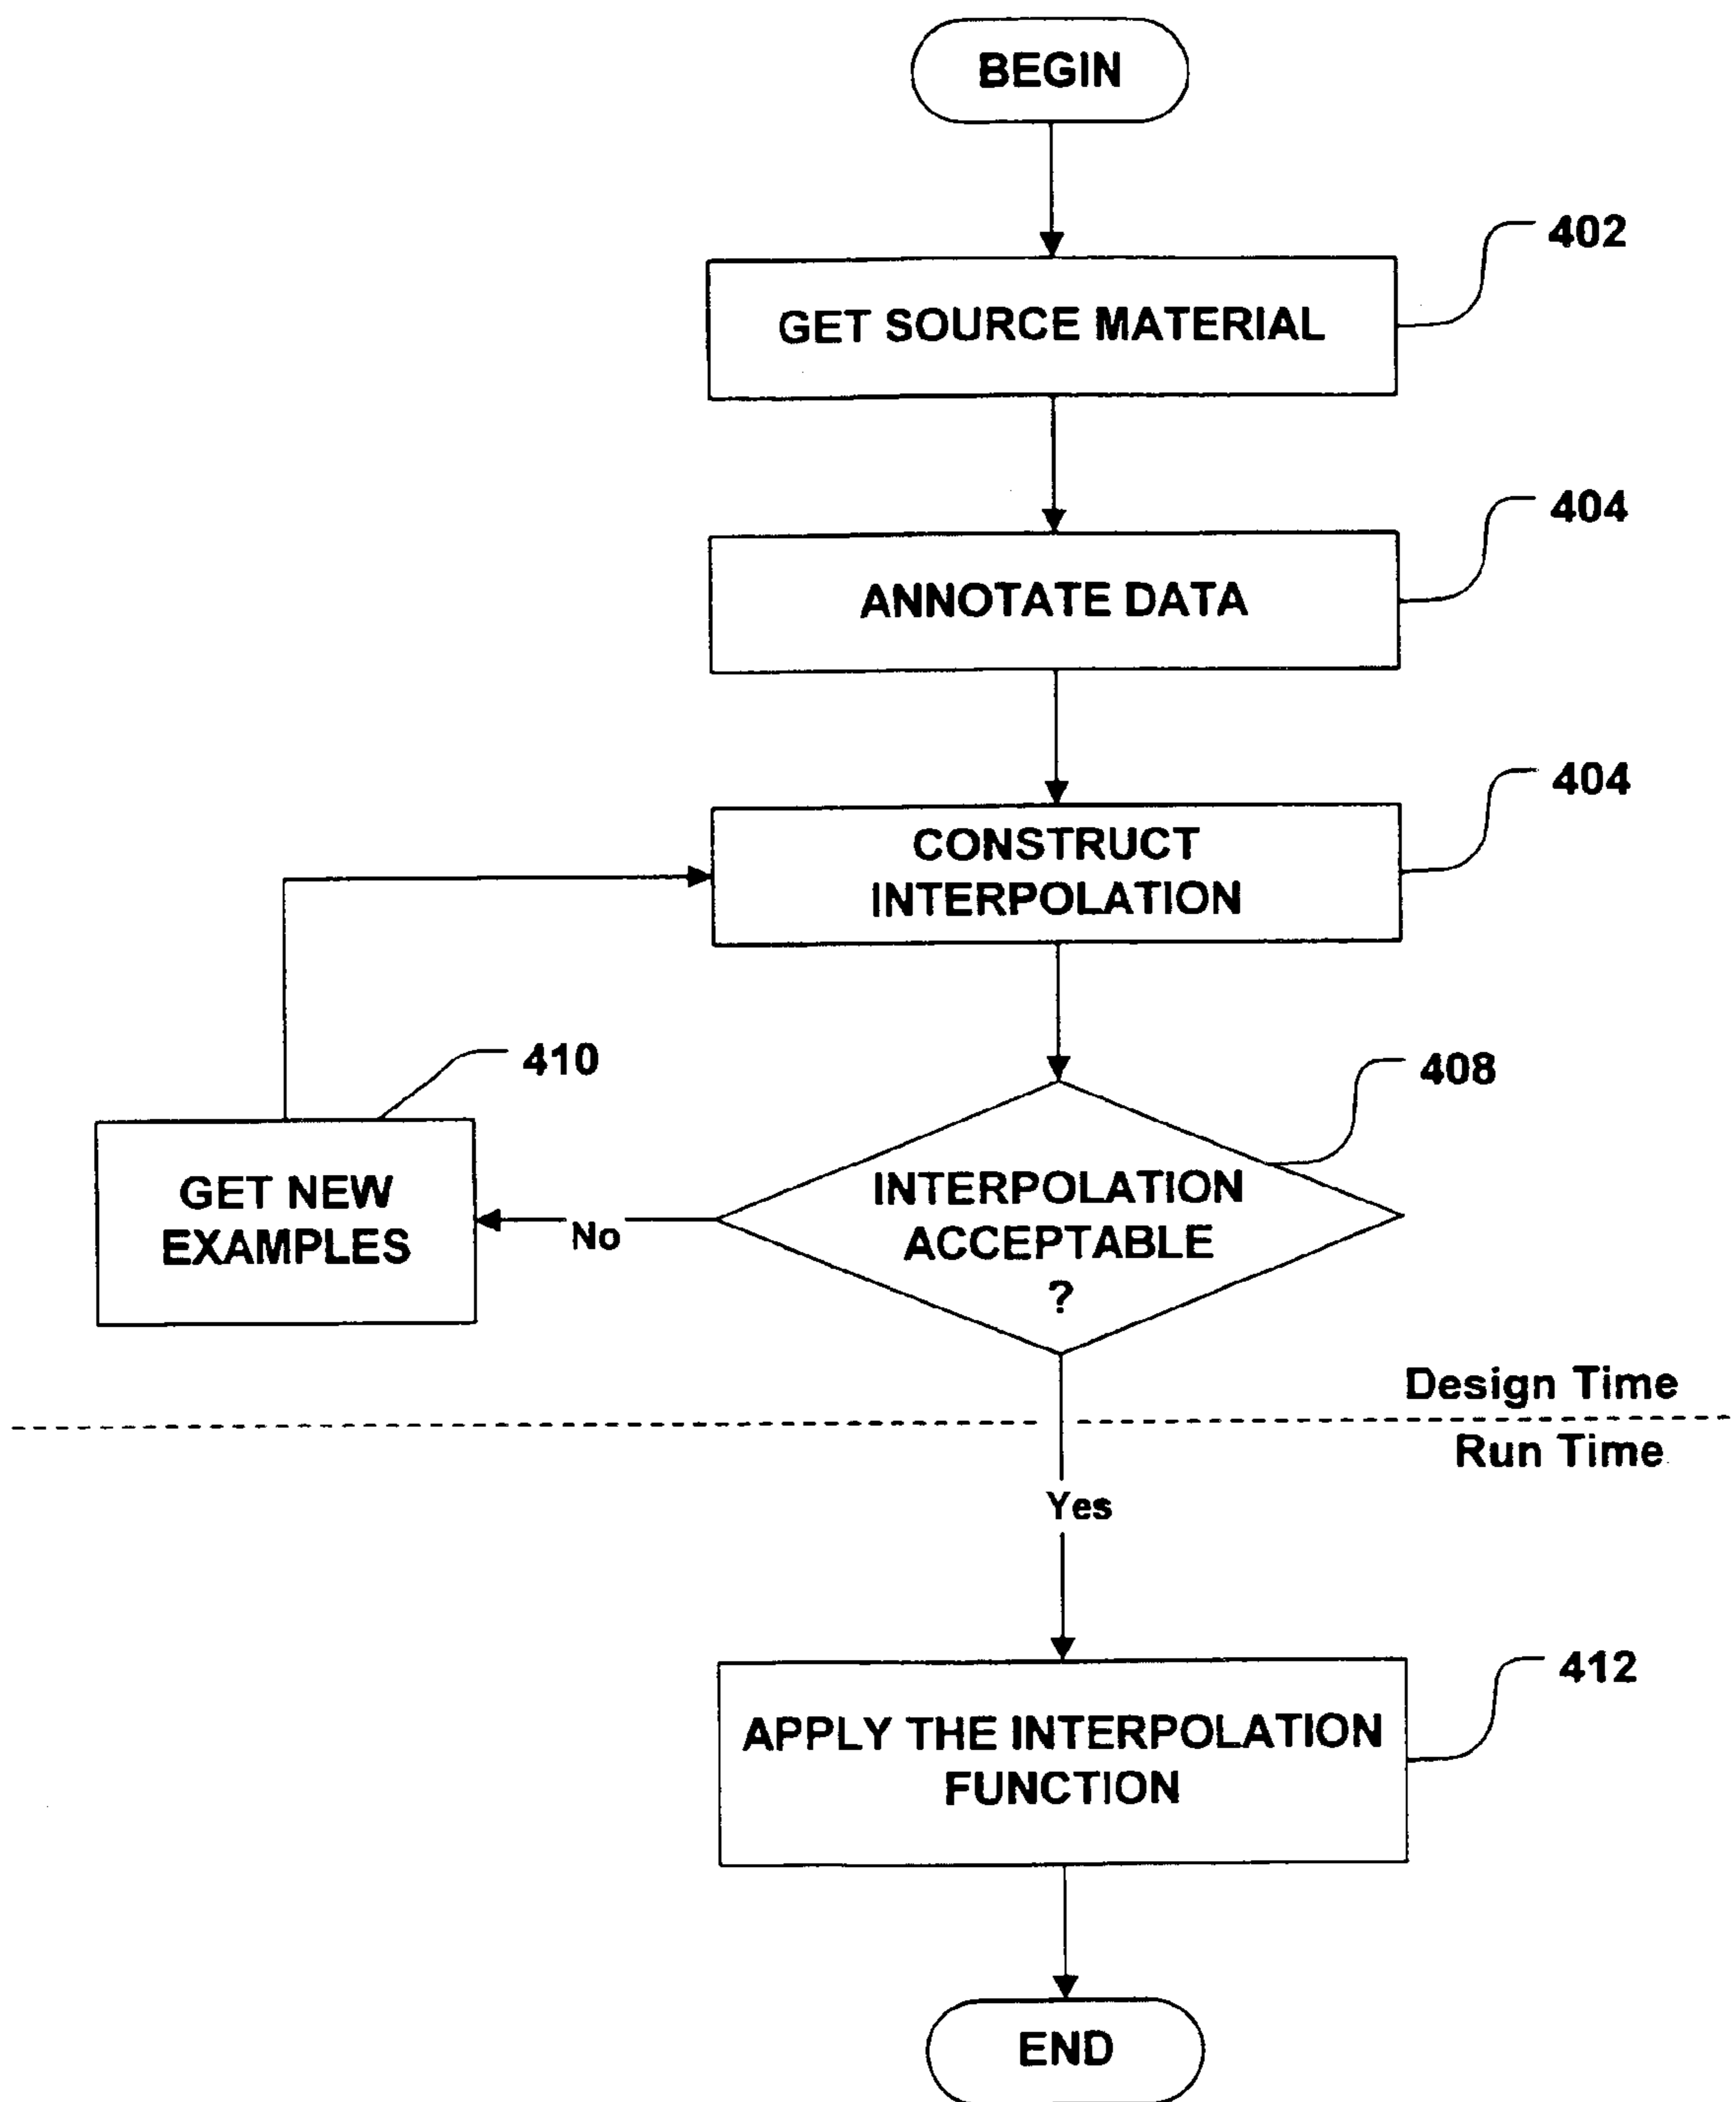 BEGIN
402
GET SOURCE MATERIAL
404
ANNOTATE DATA
404
CONSTRUCT
INTERPOLATION
410
408
GET NEW
EXAMPLES
No
INTERPOLATION
ACCEPTABLE
?
Design Time
Run Time
Yes
412
APPLY THE INTERPOLATION
FUNCTION
END